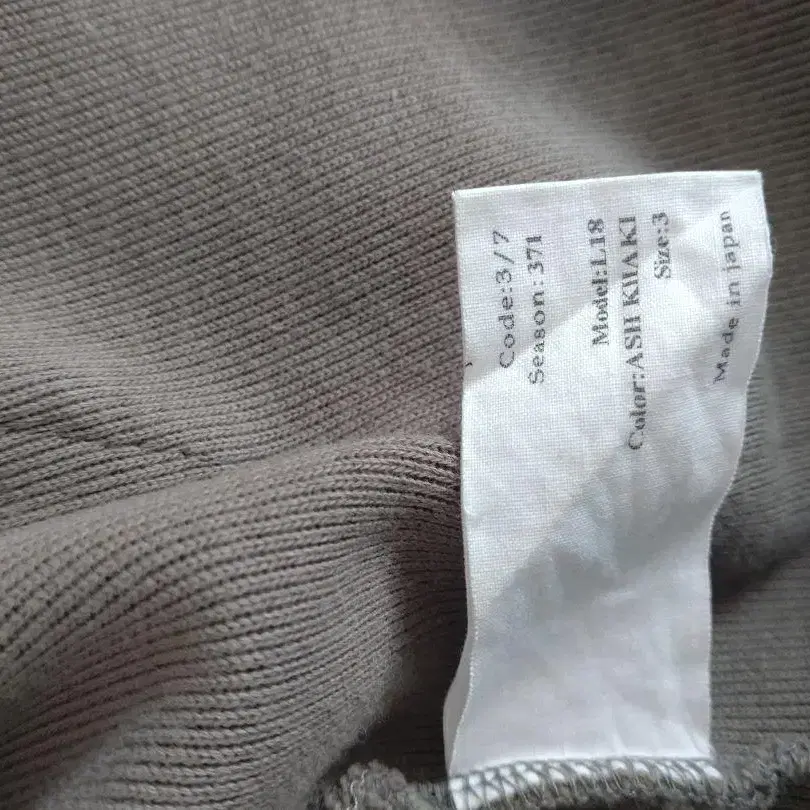 Code:3/7
Season:371
Model:L18
Color:ASH KHAKI
Size:3
Made in japan